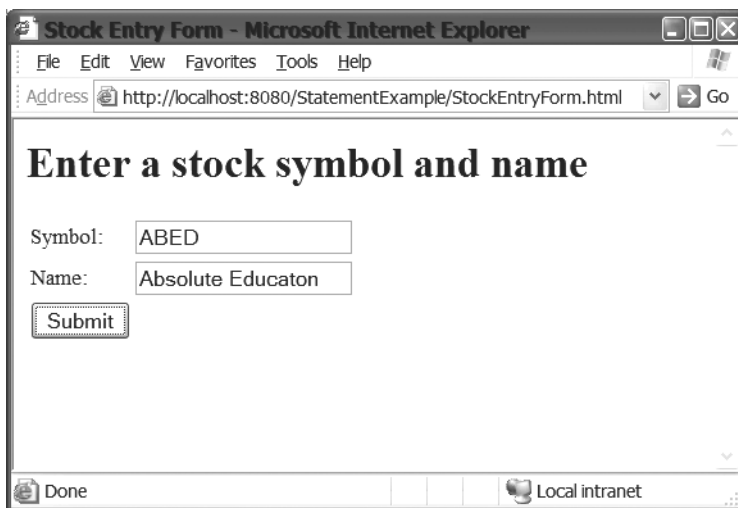 Stock Entry Form - Microsoft Internet Explorer
File Edit View Favorites Tools Help
Address http://localhost:8080/StatementExample/StockEntryForm.html Go
Enter a stock symbol and name
Symbol: ABED
Name: Absolute Educaton
Submit
Done Local intranet